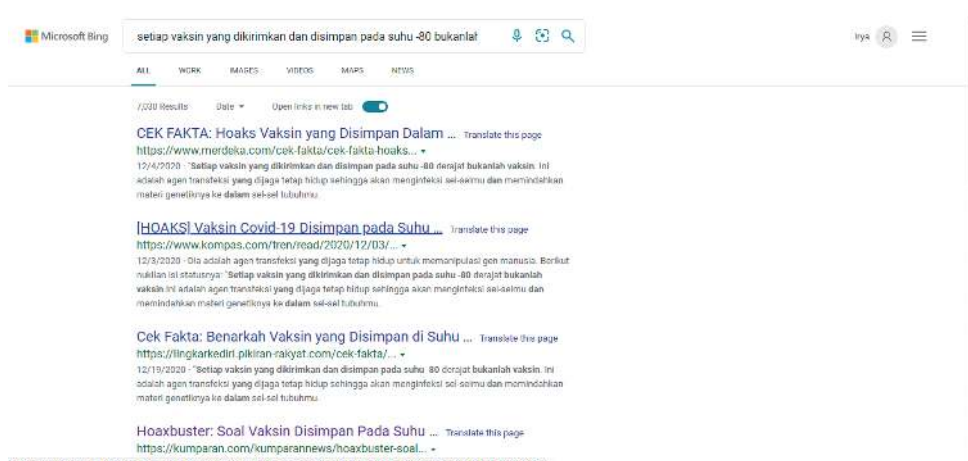 Microsoft Bing
setiap vaksin yang dikirimkan dan disimpan pada suhu -80 bukanlah
Irya
ALL WORK IMAGES VIDEOS MAPS NEWS
7,030 Results Date Open links in new tab
CEK FAKTA: Hoaks Vaksin yang Disimpan Dalam ... Translate this page
https://www.merdeka.com/cek-fakta/cek-fakta-hoaks...
12/4/2020 · "Setiap vaksin yang dikirimkan dan disimpan pada suhu -80 derajat bukanlah vaksin. Ini
adalah agen transfeksi yang dijaga tetap hidup sehingga akan menginfeksi sel-selmu dan memindahkan
materi genetiknya ke dalam sel-sel tubuhmu.
[HOAKS] Vaksin Covid-19 Disimpan pada Suhu ... Translate this page
https://www.kompas.com/tren/read/2020/12/03/...
12/3/2020 · Dia adalah agen transfeksi yang dijaga tetap hidup untuk memanipulasi gen manusia. Berikut
nukilan isi statusnya: "Setiap vaksin yang dikirimkan dan disimpan pada suhu -80 derajat bukanlah
vaksin Ini adalah agen transfeksi yang dijaga tetap hidup sehingga akan menginfeksi sel-selmu dan
memindahkan materi genetiknya ke dalam sel-sel tubuhmu.
Cek Fakta: Benarkah Vaksin yang Disimpan di Suhu ... Translate this page
https://lingkarkediri.pikiran-rakyat.com/cek-fakta/...
12/19/2020 · "Setiap vaksin yang dikirimkan dan disimpan pada suhu 80 derajat bukanlah vaksin. Ini
adalah agen transfeksi yang dijaga tetap hidup sehingga akan menginfeksi sel-selmu dan memindahkan
materi genetiknya ke dalam sel-sel tubuhmu.
Hoaxbuster: Soal Vaksin Disimpan Pada Suhu ... Translate this page
https://kumparan.com/kumparannews/hoaxbuster-soal...